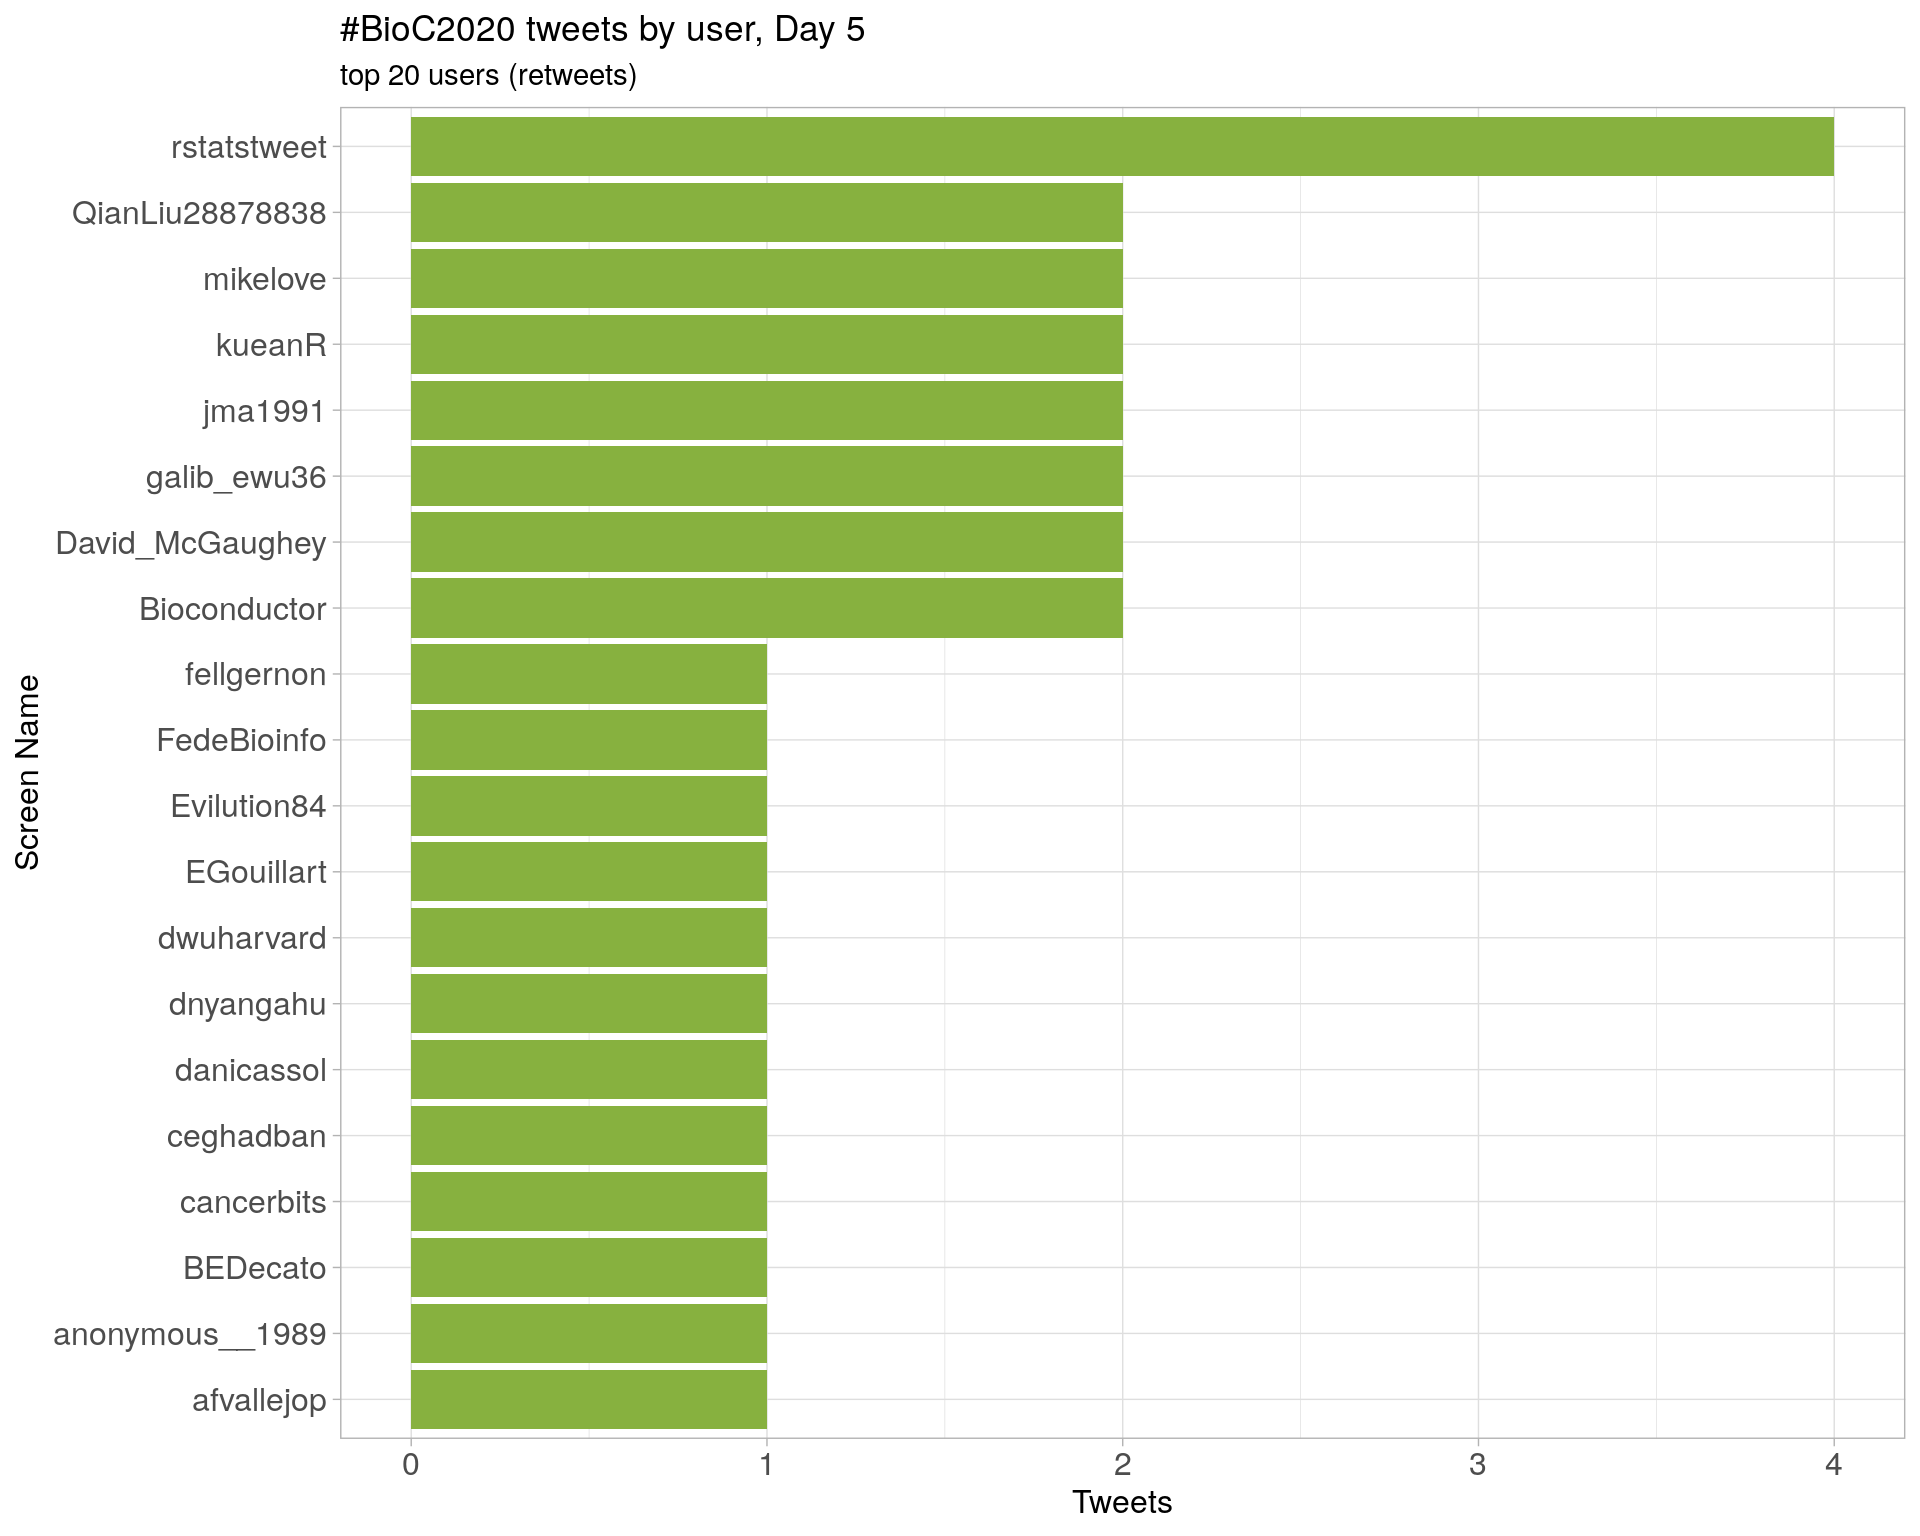 #BioC2020 tweets by user, Day 5
top 20 users (retweets)
Screen Name
rstatstweet
QianLiu28878838
mikelove
kueanR
jma1991
galib_ewu36
David_McGaughey
Bioconductor
fellgernon
FedeBioinfo
Evilution84
EGouillart
dwuharvard
dnyangahu
danicassol
ceghadban
cancerbits
BEDecato
anonymous__1989
afvallejop
0 1 2 3 4
Tweets